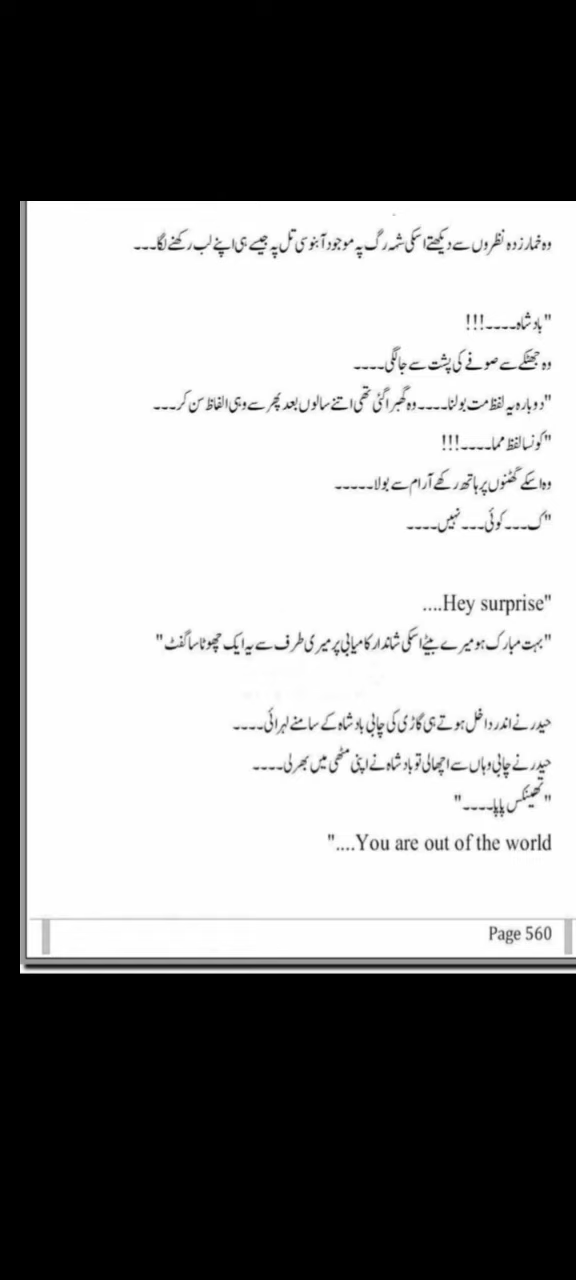 وہ خمار زدہ نظروں سے دیکھتے اسکی شہ رگ پہ موجود آبنوسی تل پہ جیسے ہی اپنے لب رکھنے لگا۔۔۔
"بادشاہ۔۔۔۔!!!
وہ جھٹکے سے صوفے کی پشت سے جا لگی۔۔۔۔
"دوبارہ یہ لفظ مت بولنا۔۔۔۔وہ گھبرا گئی تھی اتنے سالوں بعد پھر سے وہی الفاظ سن کر۔۔۔
"کونسا لفظ مما۔۔۔۔!!!
وہ اسکے گھٹنوں پر ہاتھ رکھے آرام سے بولا۔۔۔۔۔
"ک۔۔۔کوئی۔۔۔نہیں۔۔۔۔
"Hey surprise....
"بہت مبارک ہو میرے بیٹے اسکی شاندار کامیابی پر میری طرف سے یہ ایک چھوٹا سا گفٹ"
حیدر نے اندر داخل ہوتے ہی گاڑی کی چابی بادشاہ کے سامنے لہرائی۔۔۔۔
حیدر نے چابی وہاں سے اچھالی تو بادشاہ نے اپنی مٹھی میں بھر لی۔۔۔۔
"تھینکس پاپا۔۔۔۔"
You are out of the world...."
Page 560